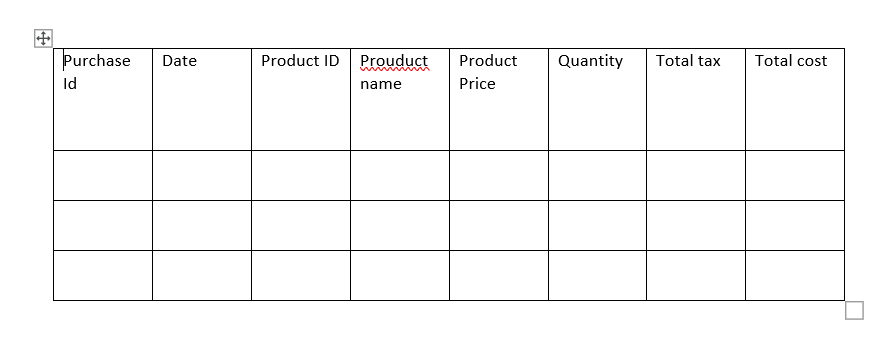 Purchase Id
Date
Product ID
Prouduct name
Product Price
Quantity
Total tax
Total cost